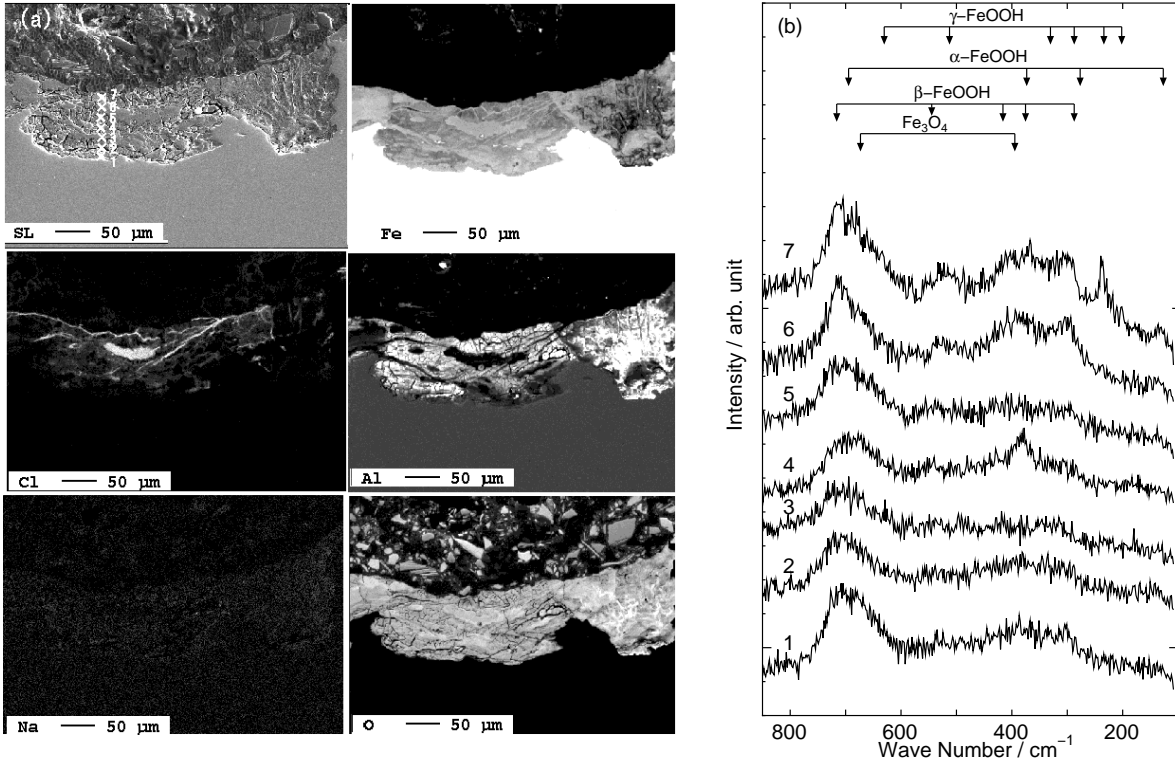 (a)
7
SL 50 μm
Fe 50 μm
Cl 50 μm
Al 50 μm
Na 50 μm
O 50 μm
(b)
γ−FeOOH
α−FeOOH
β−FeOOH
Fe₃O₄
7
6
5
4
3
2
1
Intensity / arb. unit
800 600 400 200
Wave Number / cm⁻¹